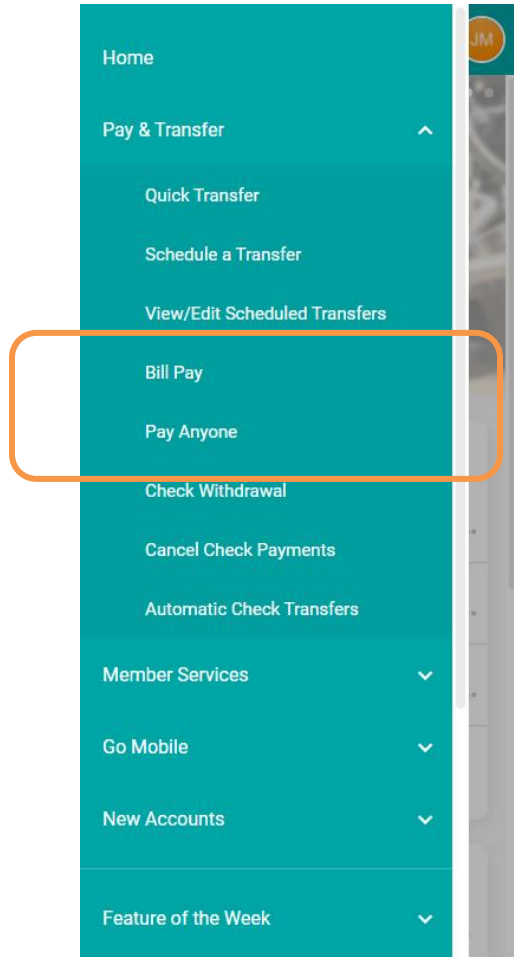 JM
Home
Pay & Transfer
Quick Transfer
Schedule a Transfer
View/Edit Scheduled Transfers
Bill Pay
Pay Anyone
Check Withdrawal
Cancel Check Payments
Automatic Check Transfers
Member Services
Go Mobile
New Accounts
Feature of the Week